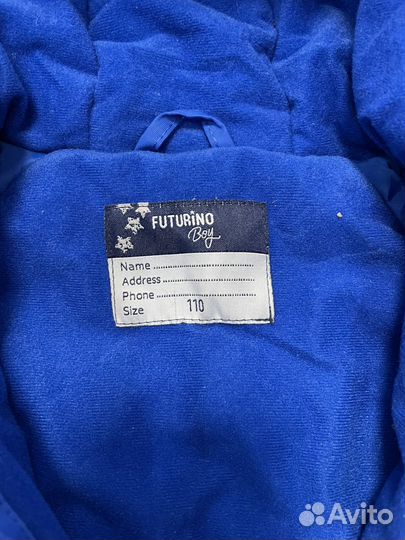 FUTURiNO
Boy
Name
Address
Phone
Size 110
Avito